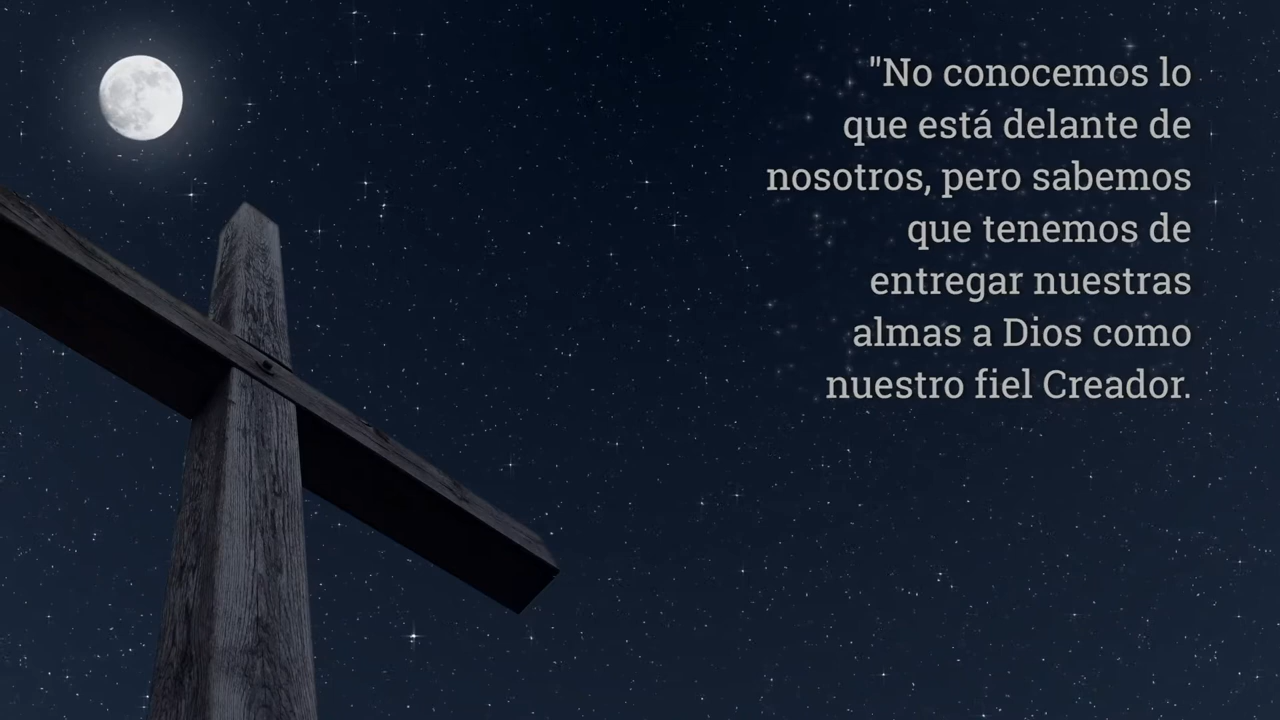 "No conocemos lo
que está delante de
nosotros, pero sabemos
que tenemos de
entregar nuestras
almas a Dios como
nuestro fiel Creador.